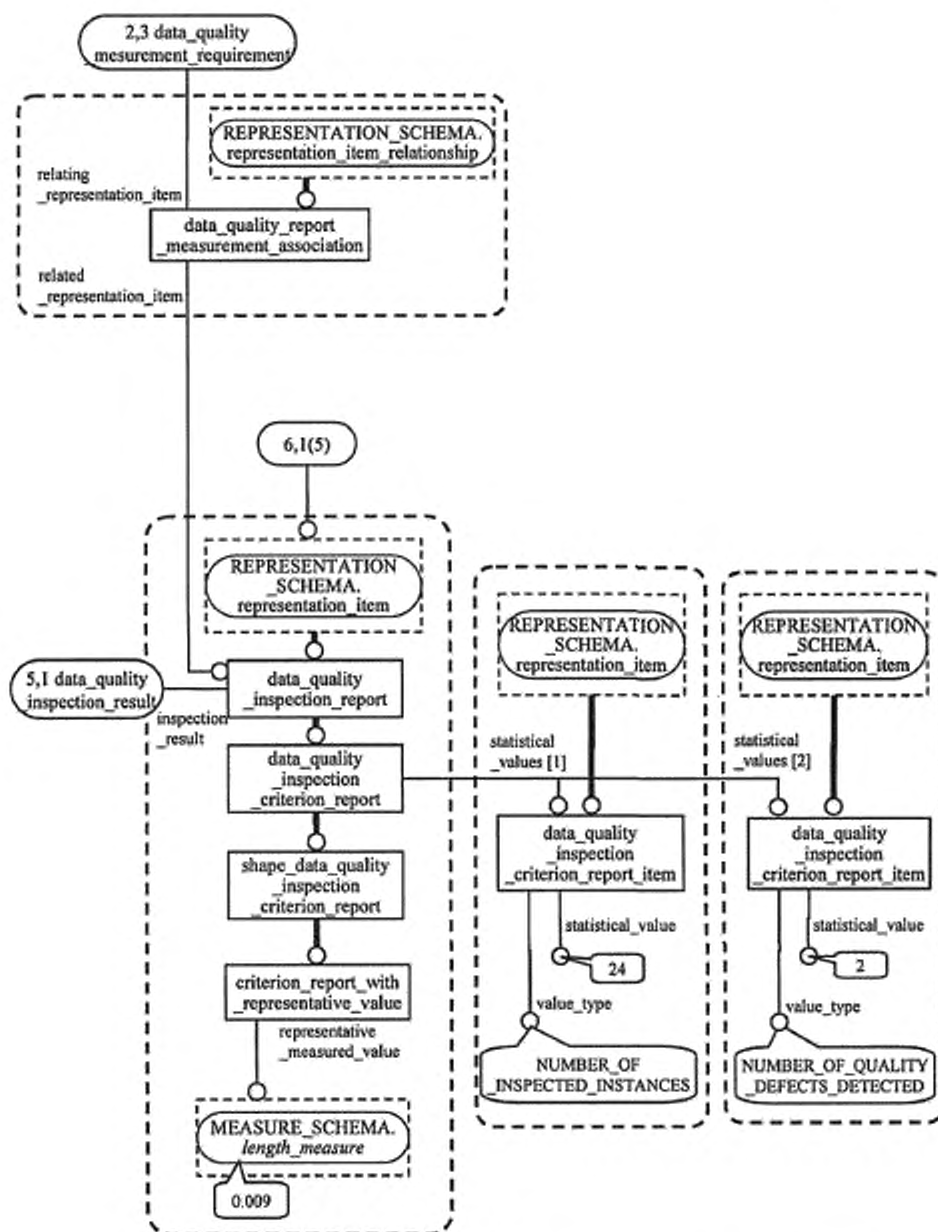 2,3 data_quality
_mesurement_requirement
REPRESENTATION_SCHEMA.
representation_item_relationship
relating
_representation_item
data_quality_report
_measurement_association
related
_representation_item
6,1(5)
REPRESENTATION
_SCHEMA.
representation_item
5,1 data_quality
inspection_result
inspection
_result
data_quality
_inspection_report
data_quality
_inspection
_criterion_report
shape_data_quality
_inspection
_criterion_report
criterion_report_with
_representative_value
representative
_measured_value
MEASURE_SCHEMA.
length_measure
0.009
REPRESENTATION
_SCHEMA.
representation_item
statistical
_values [1]
data_quality
_inspection
_criterion_report_item
statistical_value
24
value_type
NUMBER_OF
_INSPECTED_INSTANCES
REPRESENTATION
_SCHEMA.
representation_item
statistical
_values [2]
data_quality
_inspection
_criterion_report_item
statistical_value
2
value_type
NUMBER_OF_QUALITY
_DEFECTS_DETECTED